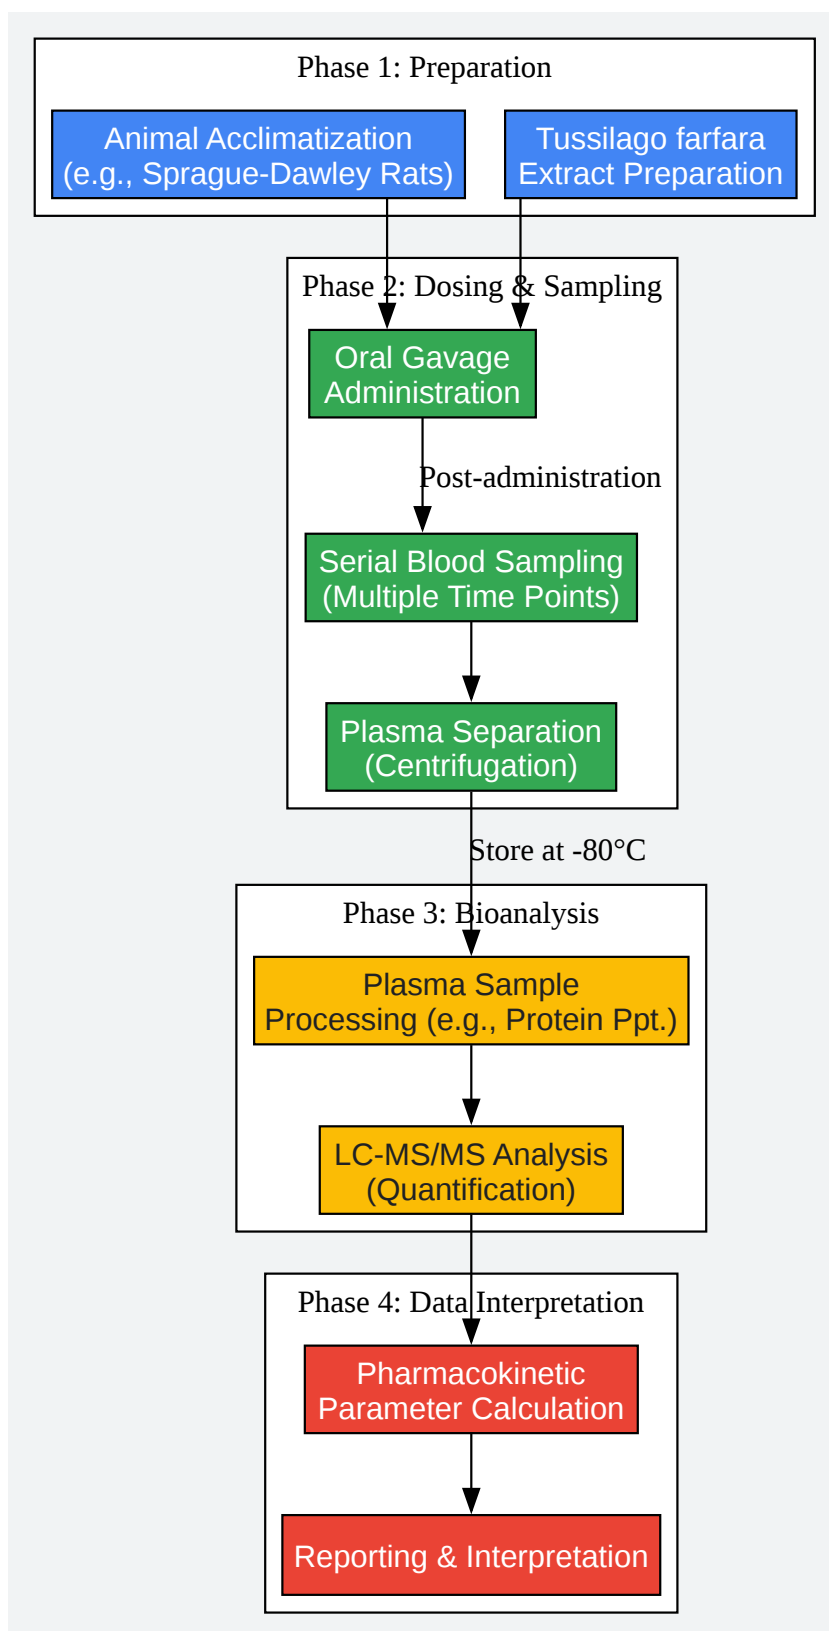 Phase 1: Preparation
Animal Acclimatization
(e.g., Sprague-Dawley Rats)
Tussilago farfara
Extract Preparation
Phase 2: Dosing & Sampling
Oral Gavage
Administration
Post-administration
Serial Blood Sampling
(Multiple Time Points)
Plasma Separation
(Centrifugation)
Store at -80°C
Phase 3: Bioanalysis
Plasma Sample
Processing (e.g., Protein Ppt.)
LC-MS/MS Analysis
(Quantification)
Phase 4: Data Interpretation
Pharmacokinetic
Parameter Calculation
Reporting & Interpretation